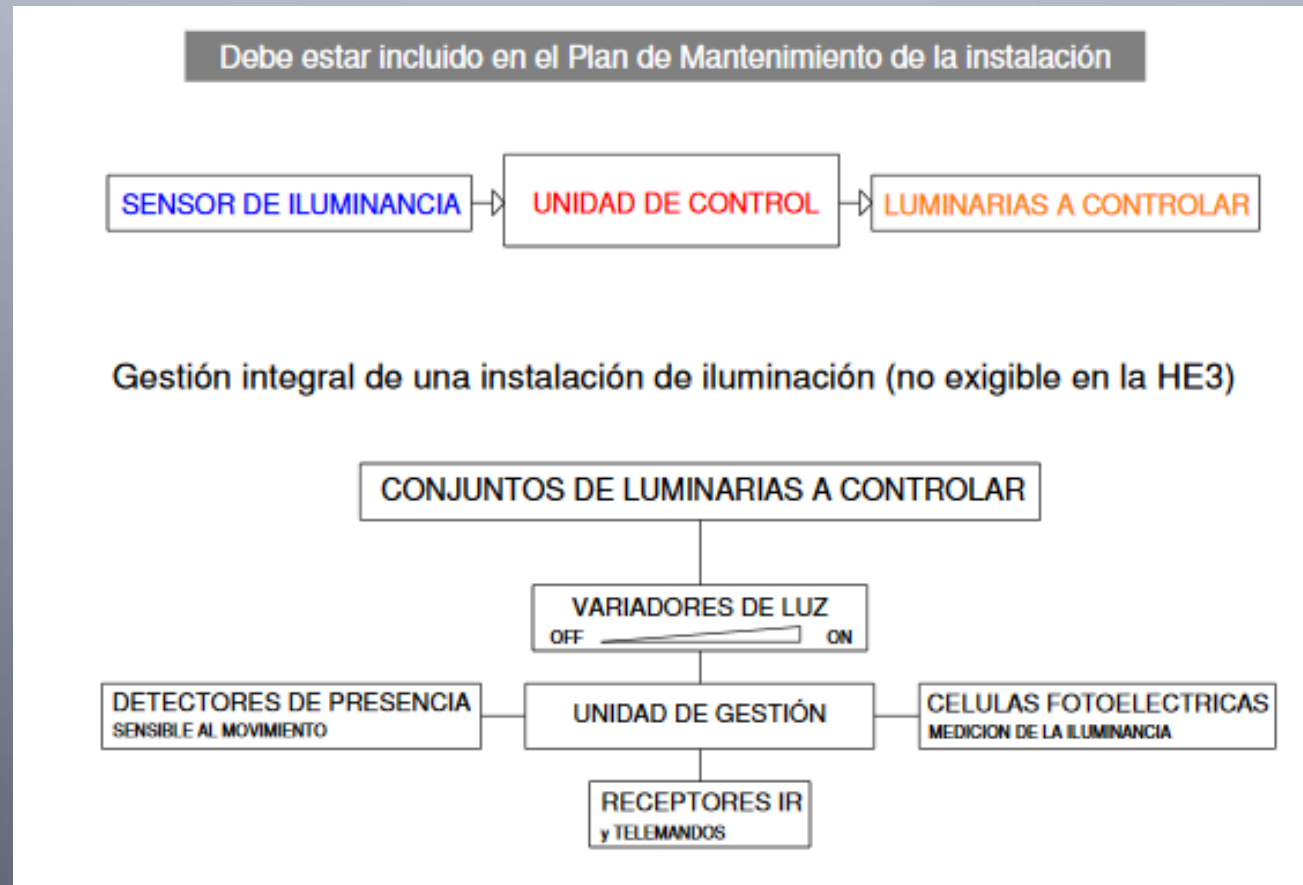 Debe estar incluido en el Plan de Mantenimiento de la instalación
SENSOR DE ILUMINANCIA
UNIDAD DE CONTROL
LUMINARIAS A CONTROLAR
Gestión integral de una instalación de iluminación (no exigible en la HE3)
CONJUNTOS DE LUMINARIAS A CONTROLAR
VARIADORES DE LUZ
OFF ON
DETECTORES DE PRESENCIA
SENSIBLE AL MOVIMIENTO
UNIDAD DE GESTIÓN
CELULAS FOTOELECTRICAS
MEDICION DE LA ILUMINANCIA
RECEPTORES IR
y TELEMANDOS